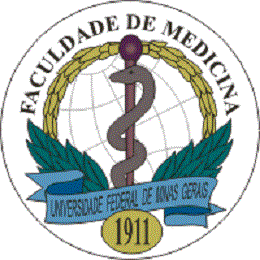 FACULDADE DE MEDICINA
UNIVERSIDADE FEDERAL DE MINAS GERAIS
1911